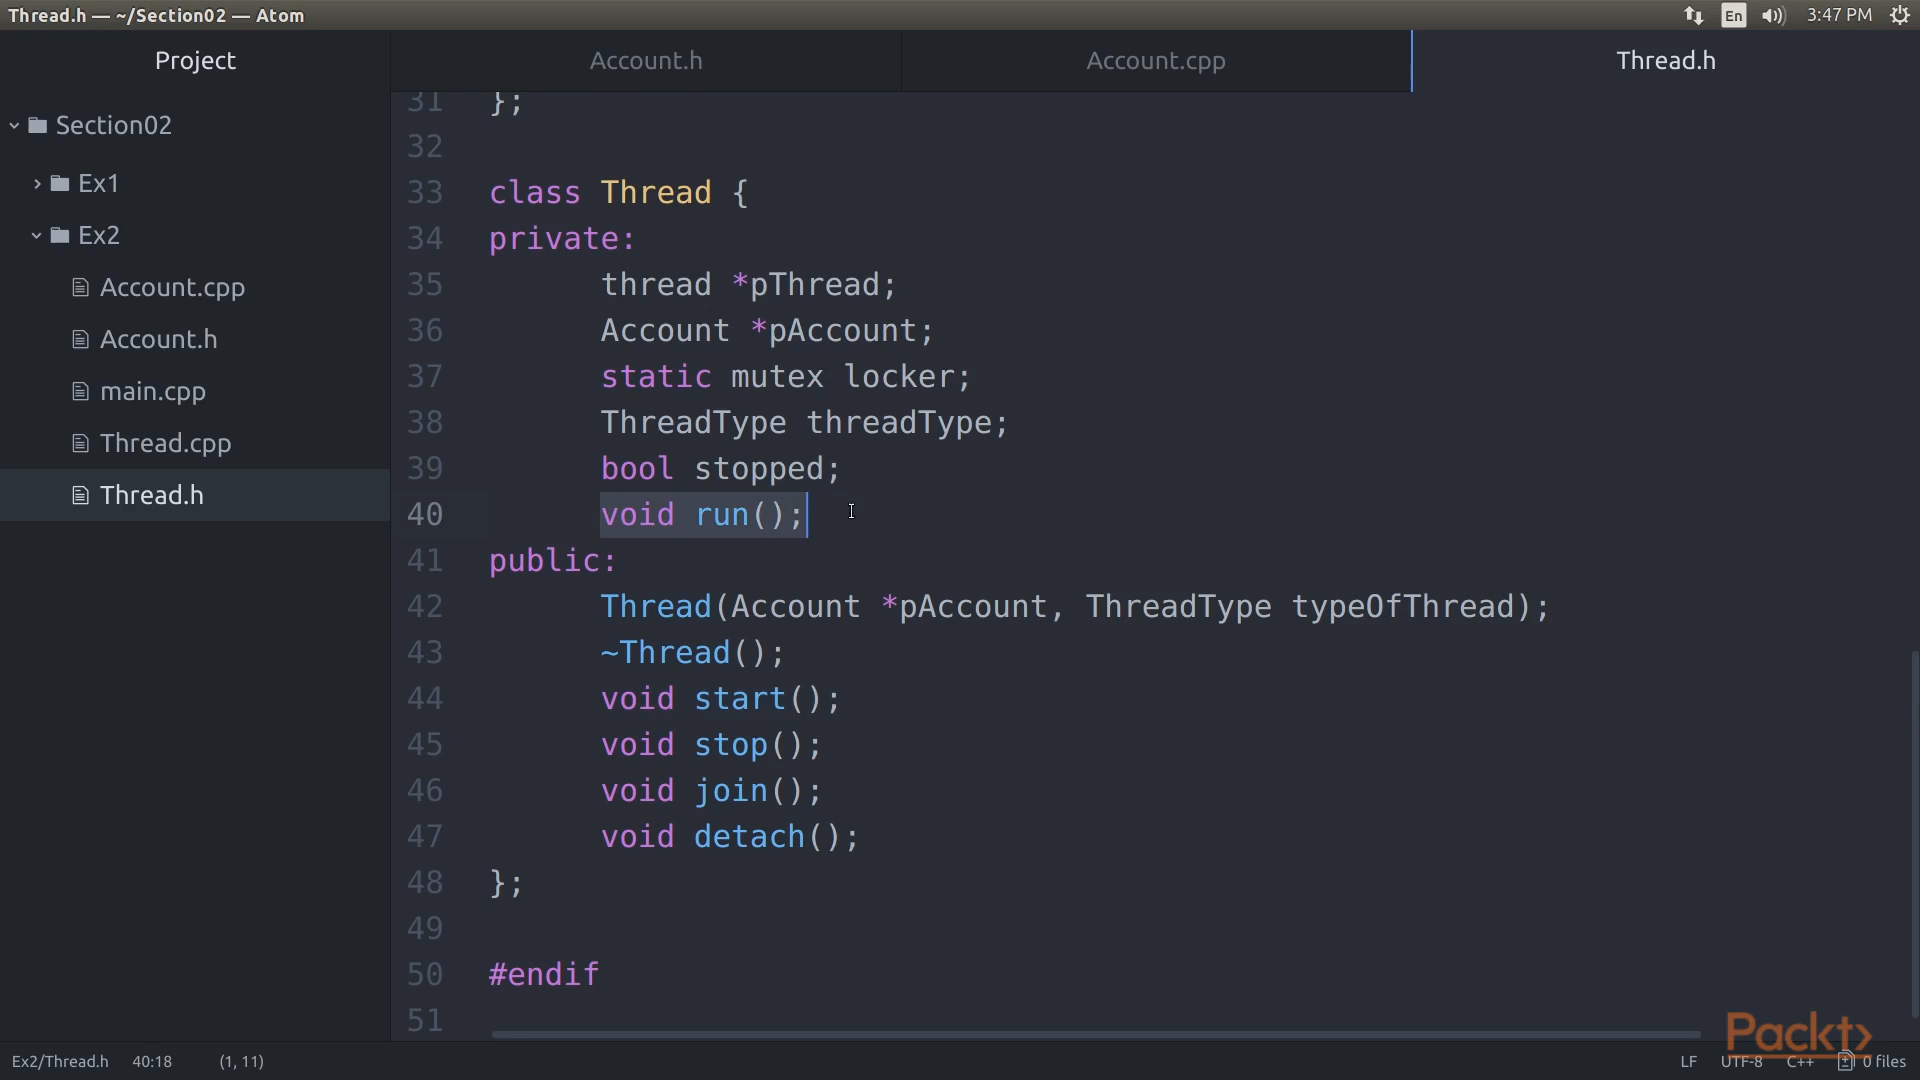 Thread.h — ~/Section02 — Atom
En
3:47 PM
Project
Account.h
Account.cpp
Thread.h
Section02
Ex1
Ex2
Account.cpp
Account.h
main.cpp
Thread.cpp
Thread.h
31 };
32
33 class Thread {
34 private:
35 thread *pThread;
36 Account *pAccount;
37 static mutex locker;
38 ThreadType threadType;
39 bool stopped;
40 void run();
41 public:
42 Thread(Account *pAccount, ThreadType typeOfThread);
43 ~Thread();
44 void start();
45 void stop();
46 void join();
47 void detach();
48 };
49
50 #endif
51
Packt>
Ex2/Thread.h 40:18 (1, 11)
LF UTF-8 C++ 0 files